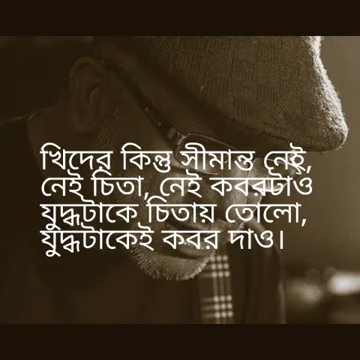 খিদের কিন্তু সীমান্ত নেই,
নেই চিতা, নেই কবরটাও
যুদ্ধটাকে চিতায় তোলো,
যুদ্ধটাকেই কবর দাও।